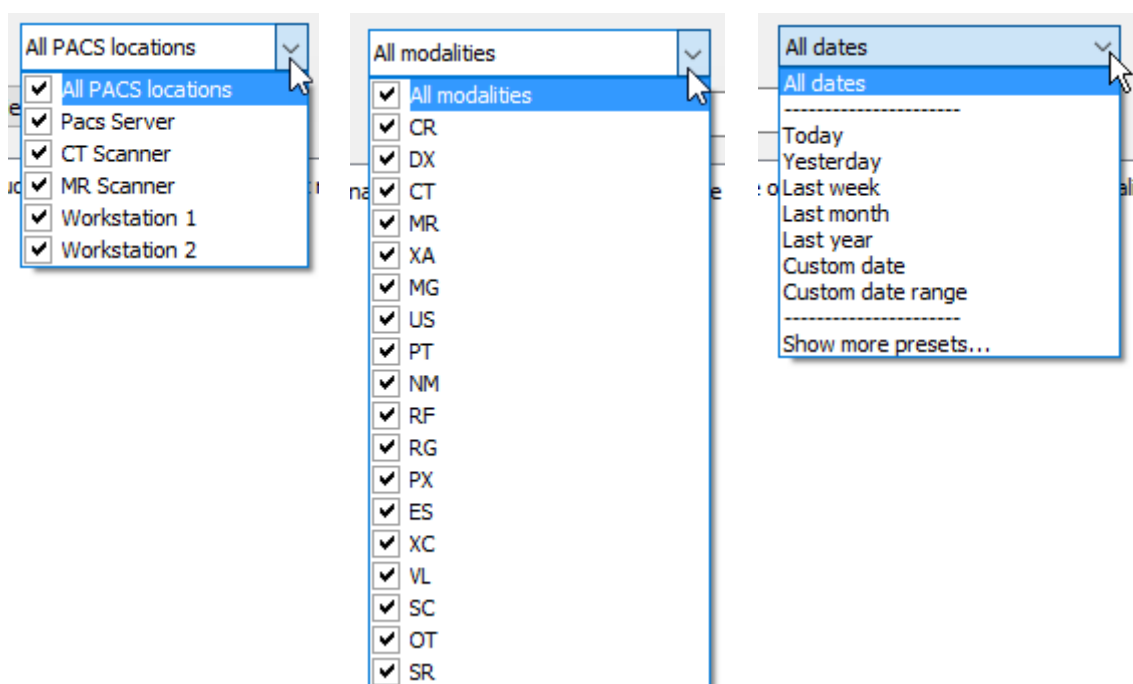 All PACS locations
All PACS locations
Pacs Server
CT Scanner
MR Scanner
Workstation 1
Workstation 2
All modalities
All modalities
CR
DX
CT
MR
XA
MG
US
PT
NM
RF
RG
PX
ES
XC
VL
SC
OT
SR
All dates
All dates
----------------------
Today
Yesterday
Last week
Last month
Last year
Custom date
Custom date range
----------------------
Show more presets...